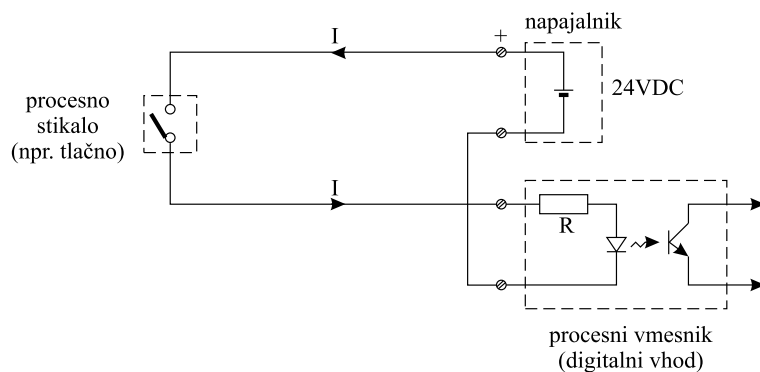 napajalnik
I
+
24VDC
procesno
stikalo
(npr. tlačno)
I
R
procesni vmesnik
(digitalni vhod)